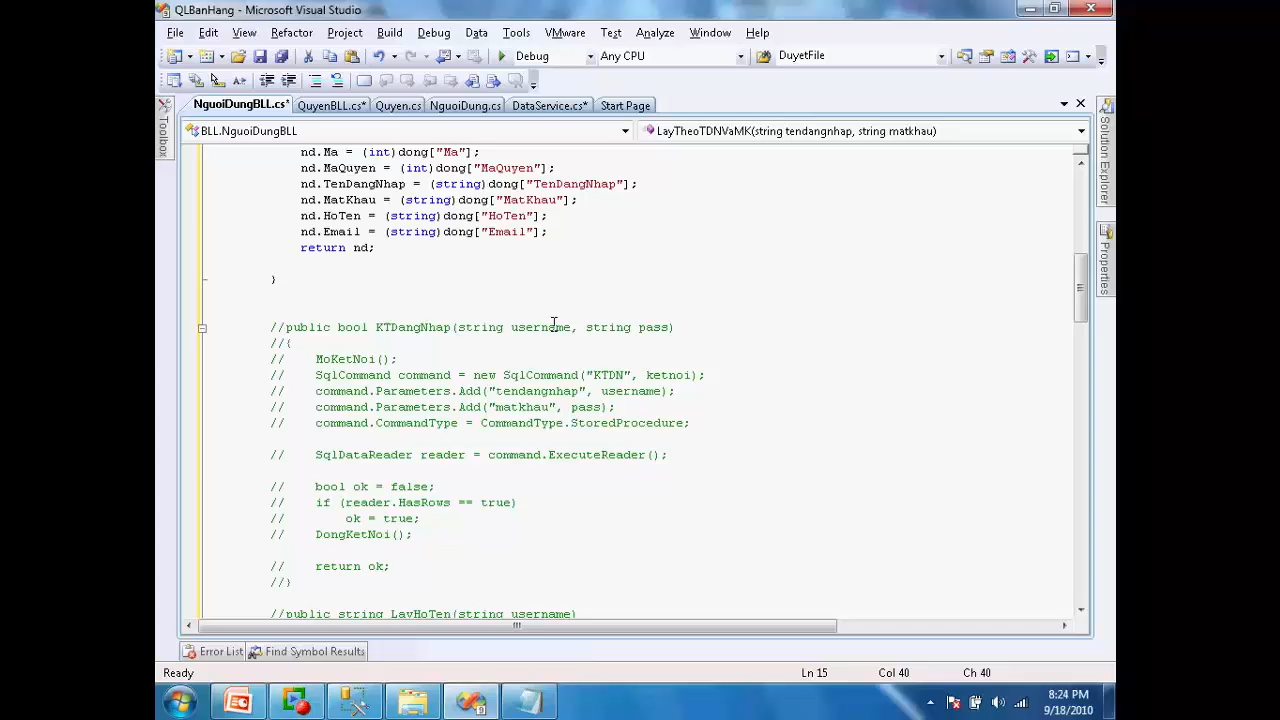 QLBanHang - Microsoft Visual Studio
File Edit View Refactor Project Build Debug Data Tools VMware Test Analyze Window Help
Debug Any CPU DuyetFile
NguoiDungBLL.cs* QuyenBLL.cs* Quyen.cs NguoiDung.cs DataService.cs Start Page
Toolbox
Solution Explorer
Properties
BLL.NguoiDungBLL LayTheoTDNVaMK(string tendangnhap, string matkhau)
nd.Ma = (int)dong["Ma"];
nd.MaQuyen = (int)dong["MaQuyen"];
nd.TenDangNhap = (string)dong["TenDangNhap"];
nd.MatKhau = (string)dong["MatKhau"];
nd.HoTen = (string)dong["HoTen"];
nd.Email = (string)dong["Email"];
return nd;
}
//public bool KTDangNhap(string username, string pass)
//{
// MoKetNoi();
// SqlCommand command = new SqlCommand("KTDN", ketnoi);
// command.Parameters.Add("tendangnhap", username);
// command.Parameters.Add("matkhau", pass);
// command.CommandType = CommandType.StoredProcedure;
// SqlDataReader reader = command.ExecuteReader();
// bool ok = false;
// if (reader.HasRows == true)
// ok = true;
// DongKetNoi();
// return ok;
//}
//public string LayHoTen(string username)
Error List Find Symbol Results
Ready Ln 15 Col 40 Ch 40
8:24 PM
9/18/2010